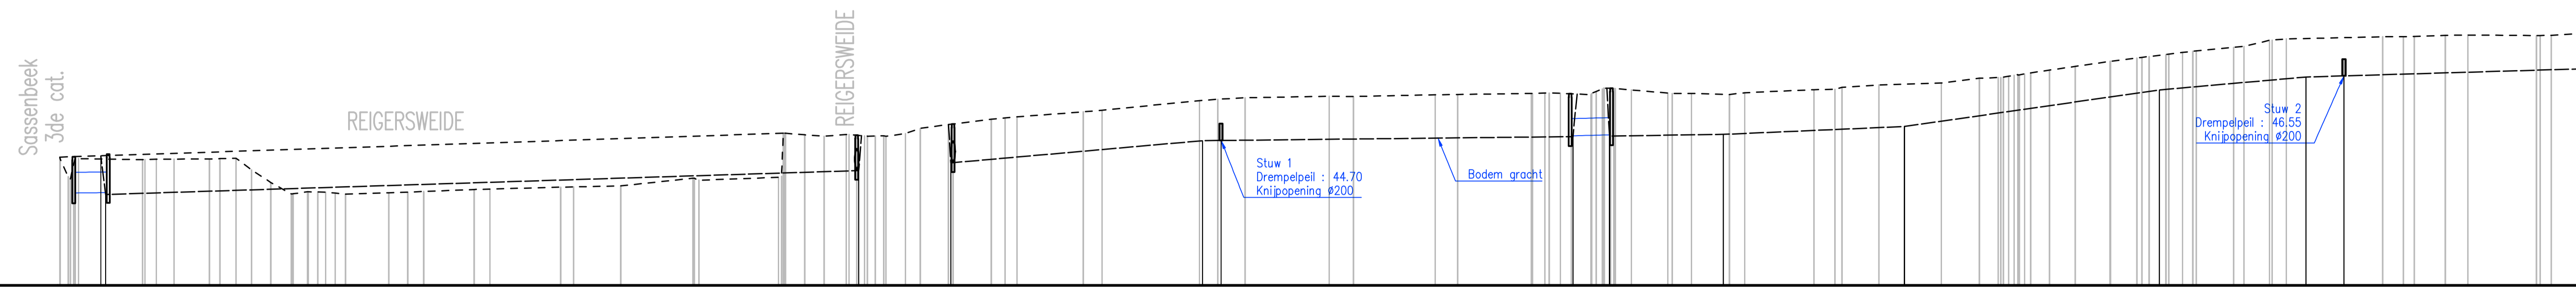 Sassenbeek
3de cat.
REIGERSWEIDE
REIGERSWEIDE
Stuw 1
Drempelpeil : 44.70
Knijpopening ø200
Bodem gracht
Stuw 2
Drempelpeil : 46.55
Knijpopening ø200